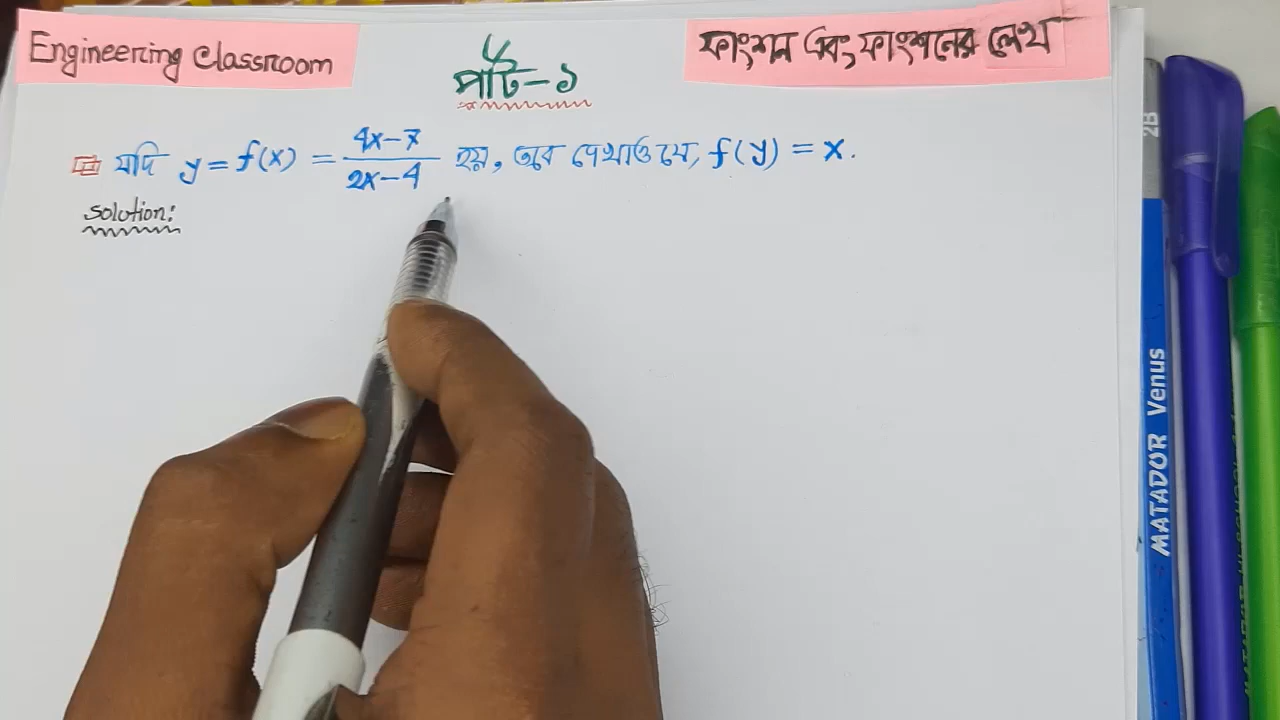 Engineering Classroom
পার্ট-১
ফাংশন এবং ফাংশনের লেখ
যদি y = f(x) = (4x-7)/(2x-4) হয়, তবে দেখাও যে, f(y) = x.
Solution:
2B
MATADOR Venus